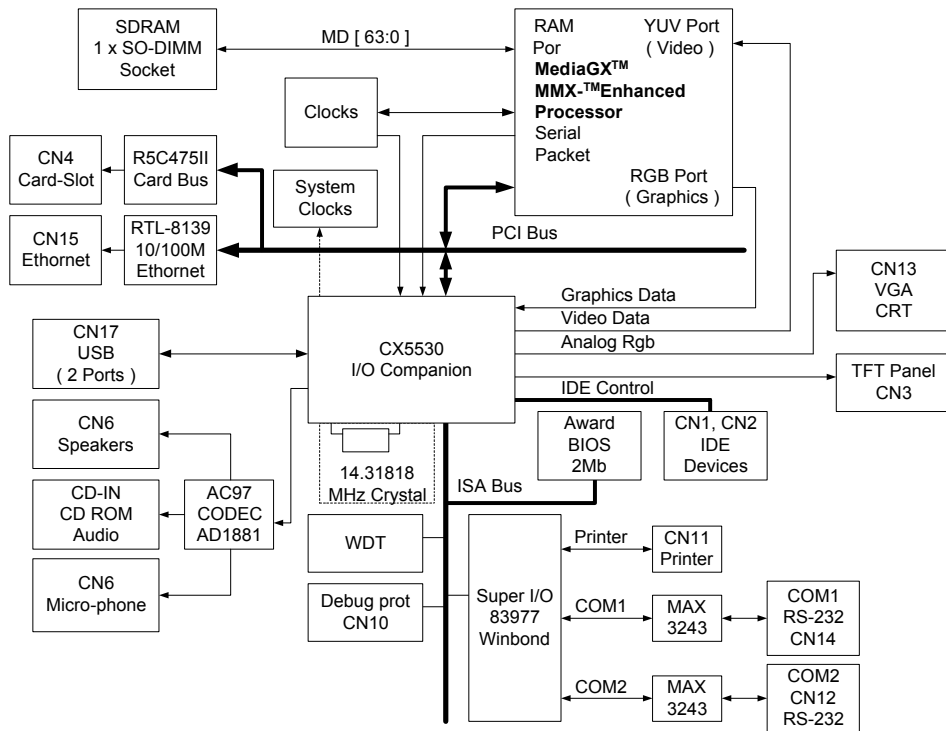 SDRAM
1 x SO-DIMM
Socket
MD [ 63:0 ]
RAM
Por
MediaGX™
MMX-™Enhanced
Processor
Serial
Packet
YUV Port
( Video )
RGB Port
( Graphics )
Clocks
CN4
Card-Slot
R5C475II
Card Bus
System
Clocks
CN15
Ethornet
RTL-8139
10/100M
Ethornet
PCI Bus
CN17
USB
( 2 Ports )
CX5530
I/O Companion
Graphics Data
Video Data
Analog Rgb
CN13
VGA
CRT
TFT Panel
CN3
IDE Control
CN6
Speakers
14.31818
MHz Crystal
Award
BIOS
2Mb
CN1, CN2
IDE
Devices
ISA Bus
CD-IN
CD ROM
Audio
AC97
CODEC
AD1881
CN6
Micro-phone
WDT
Debug prot
CN10
Super I/O
83977
Winbond
Printer
CN11
Printer
COM1
MAX
3243
COM1
RS-232
CN14
COM2
MAX
3243
COM2
CN12
RS-232